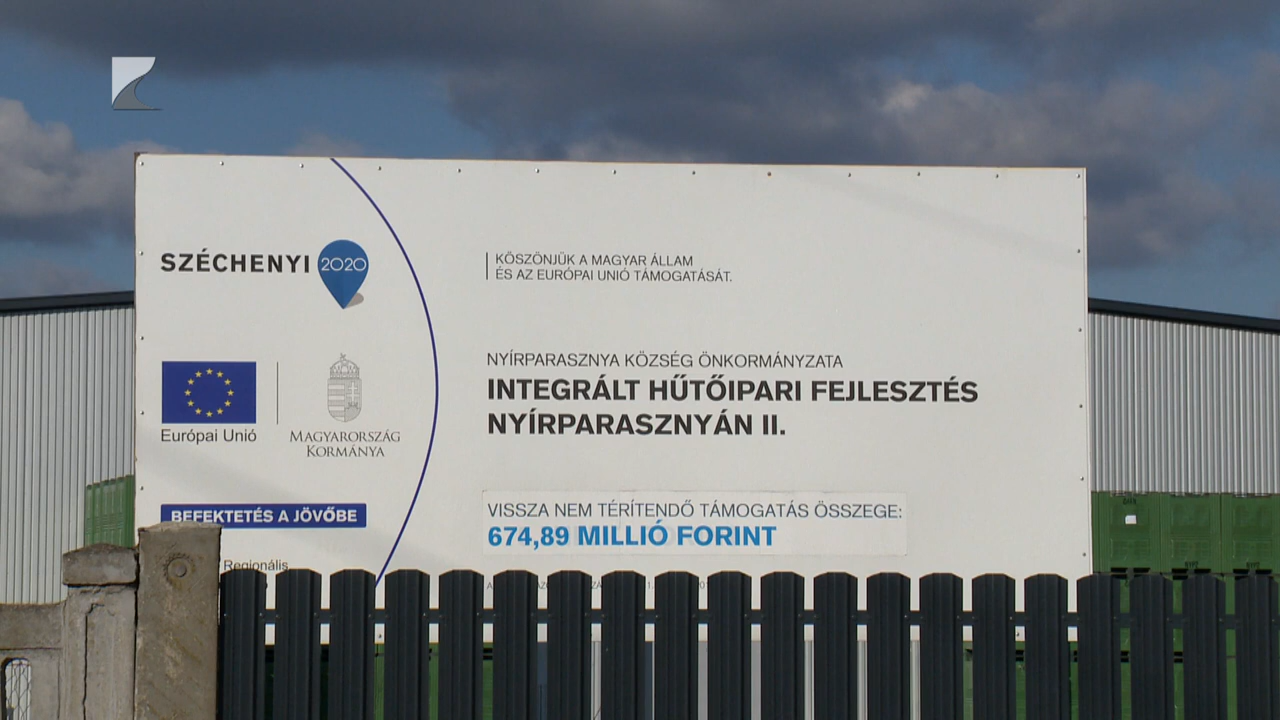 SZÉCHENYI 2020
KÖSZÖNJÜK A MAGYAR ÁLLAM
ÉS AZ EURÓPAI UNIÓ TÁMOGATÁSÁT.
Európai Unió
MAGYARORSZÁG
KORMÁNYA
NYÍRPARASZNYA KÖZSÉG ÖNKORMÁNYZATA
INTEGRÁLT HŰTŐIPARI FEJLESZTÉS
NYÍRPARASZNYÁN II.
BEFEKTETÉS A JÖVŐBE
VISSZA NEM TÉRÍTENDŐ TÁMOGATÁS ÖSSZEGE:
674,89 MILLIÓ FORINT
Regionális